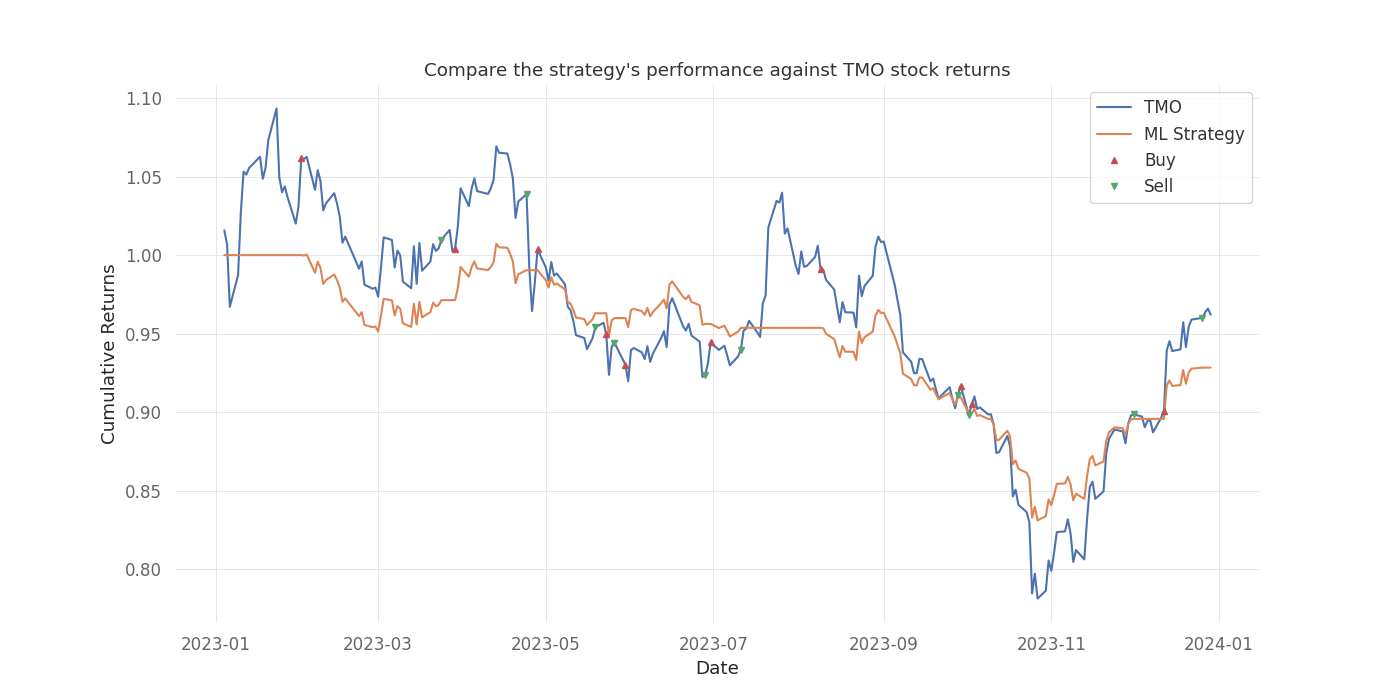 Compare the strategy's performance against TMO stock returns
TMO
ML Strategy
Buy
Sell
Cumulative Returns
1.10
1.05
1.00
0.95
0.90
0.85
0.80
2023-01
2023-03
2023-05
2023-07
2023-09
2023-11
2024-01
Date